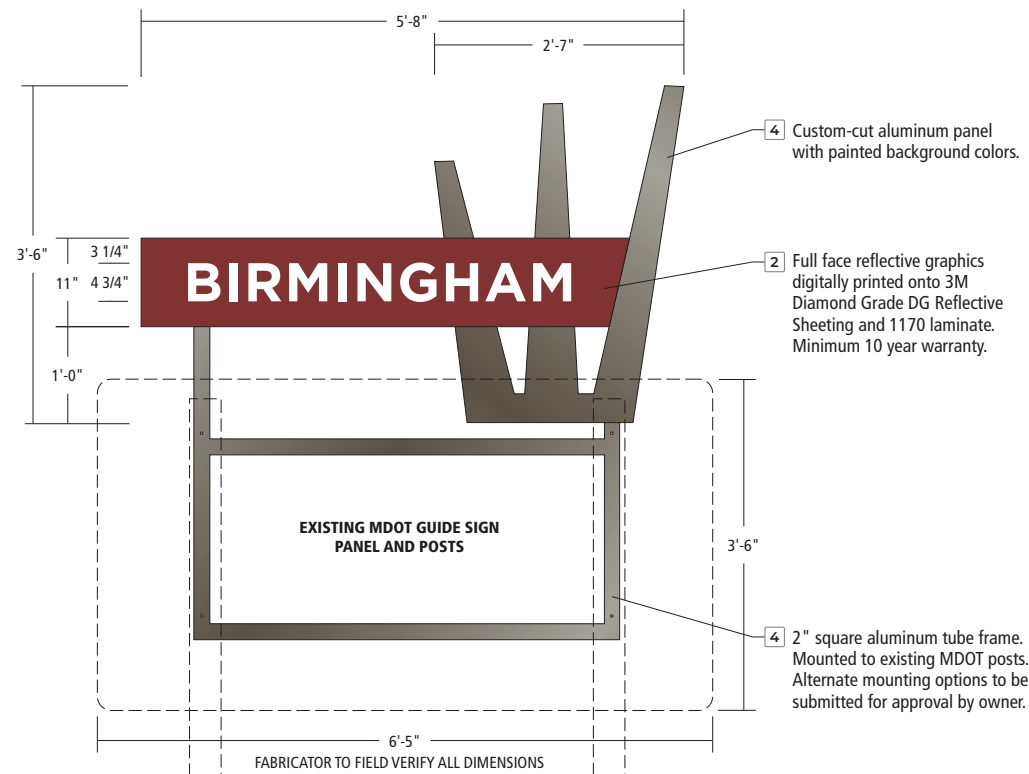 5'-8"
2'-7"
4 Custom-cut aluminum panel
with painted background colors.
3'-6"
3 1/4"
11" 4 3/4"
BIRMINGHAM
2 Full face reflective graphics
digitally printed onto 3M
Diamond Grade DG Reflective
Sheeting and 1170 laminate.
Minimum 10 year warranty.
1'-0"
EXISTING MDOT GUIDE SIGN
PANEL AND POSTS
3'-6"
4 2" square aluminum tube frame.
Mounted to existing MDOT posts.
Alternate mounting options to be
submitted for approval by owner.
6'-5"
FABRICATOR TO FIELD VERIFY ALL DIMENSIONS